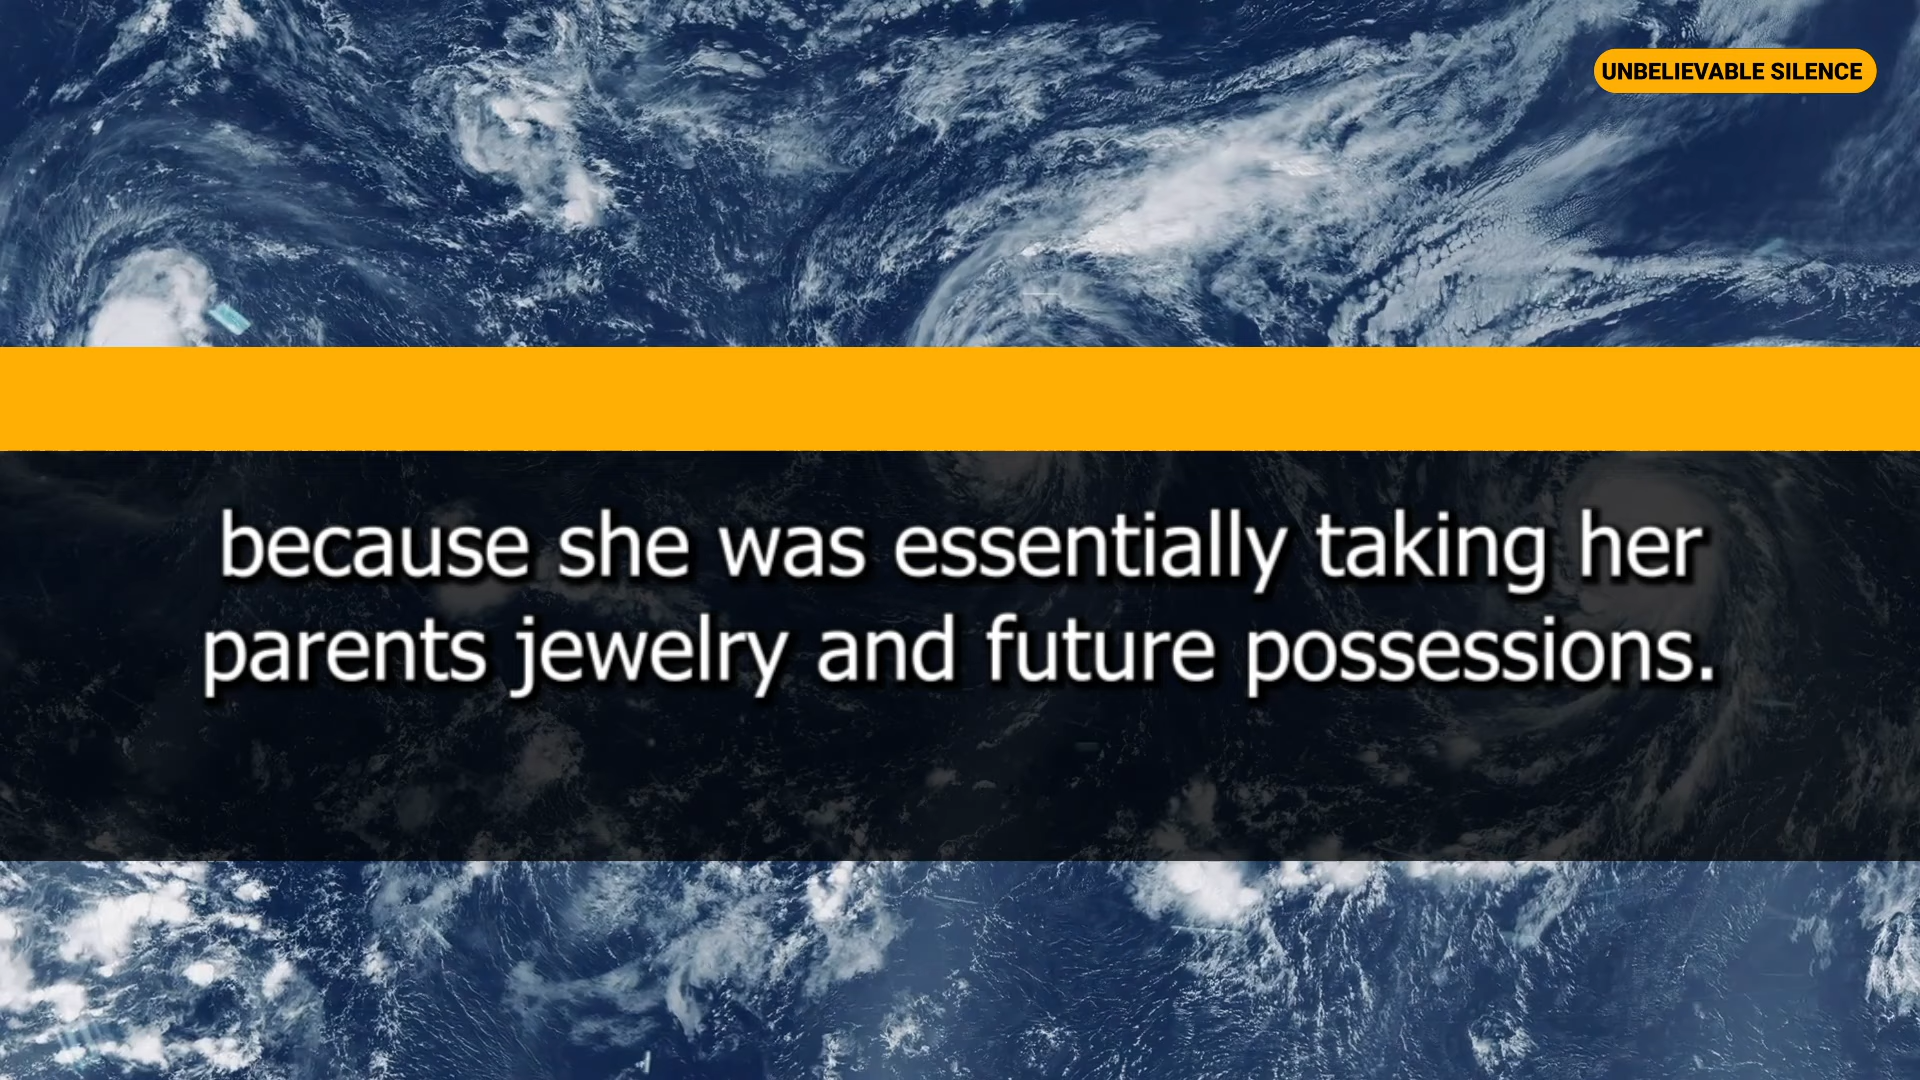 UNBELIEVABLE SILENCE
because she was essentially taking her
parents jewelry and future possessions.